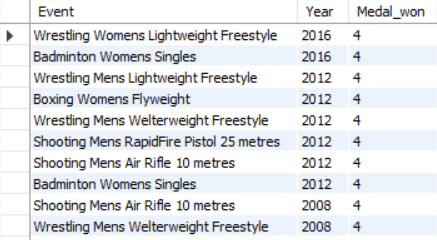 Event Year Medal_won
Wrestling Womens Lightweight Freestyle 2016 4
Badminton Womens Singles 2016 4
Wrestling Mens Lightweight Freestyle 2012 4
Boxing Womens Flyweight 2012 4
Wrestling Mens Welterweight Freestyle 2012 4
Shooting Mens RapidFire Pistol 25 metres 2012 4
Shooting Mens Air Rifle 10 metres 2012 4
Badminton Womens Singles 2012 4
Shooting Mens Air Rifle 10 metres 2008 4
Wrestling Mens Welterweight Freestyle 2008 4